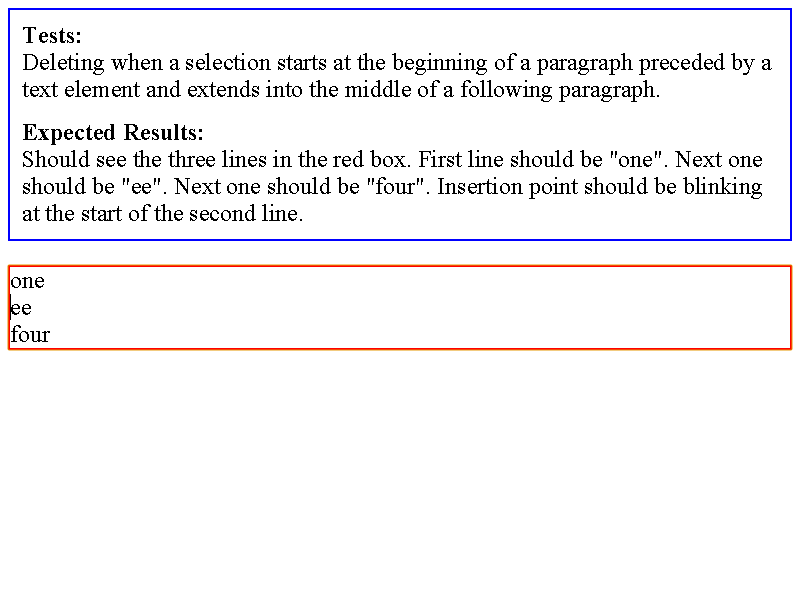 Tests:
Deleting when a selection starts at the beginning of a paragraph preceded by a
text element and extends into the middle of a following paragraph.
Expected Results:
Should see the three lines in the red box. First line should be "one". Next one
should be "ee". Next one should be "four". Insertion point should be blinking
at the start of the second line.
one
ee
four